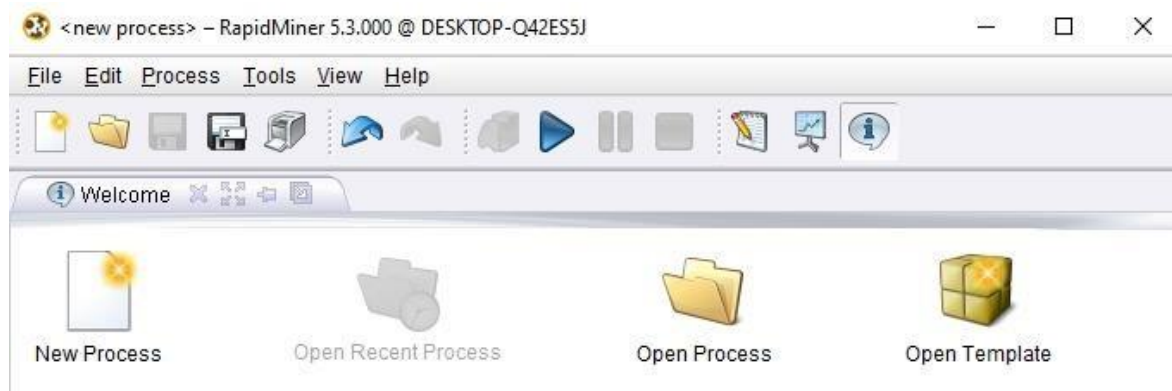 <new process> – RapidMiner 5.3.000 @ DESKTOP-Q42ES5J
File Edit Process Tools View Help
Welcome
New Process Open Recent Process Open Process Open Template